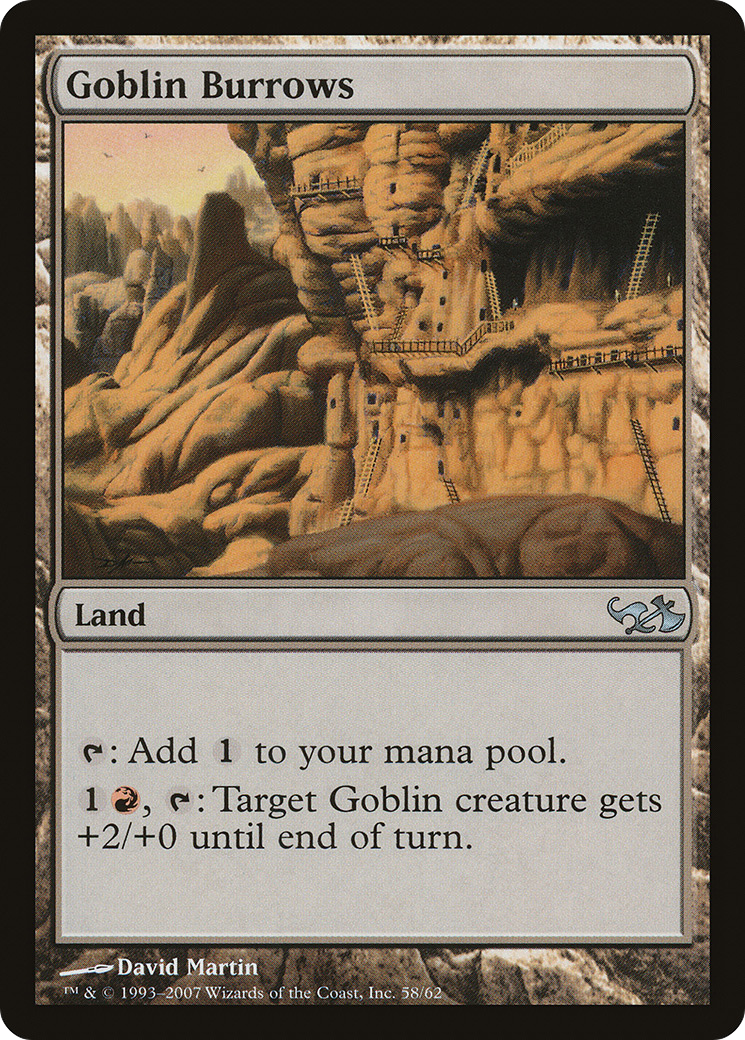 Goblin Burrows
Land
: Add 1 to your mana pool.
1 , : Target Goblin creature gets
+2/+0 until end of turn.
David Martin
™ & © 1993–2007 Wizards of the Coast, Inc. 58/62